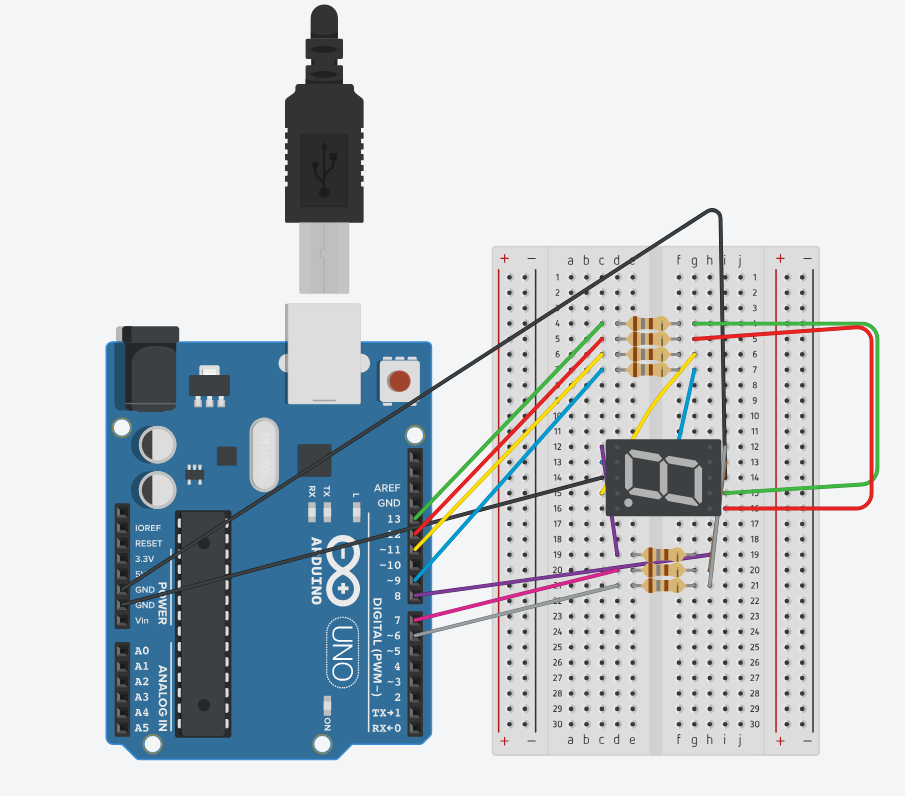 IOREF
RESET
3.3V
5V
GND
GND
Vin
POWER
A0
A1
A2
A3
A4
A5
ANALOG IN
RX
TX
L
ARDUINO
UNO
ON
AREF
GND
13
12
~11
~10
~9
8
7
~6
~5
4
~3
2
TX→1
RX←0
DIGITAL (PWM~)
+ − a b c d e f g h i j + −
1 1
2 2
3 3
4 4
5 5
6 6
7 7
8 8
9 9
10 10
11 11
12 12
13 13
14 14
15 15
16 16
17 17
18 18
19 19
20 20
21 21
22 22
23 23
24 24
25 25
26 26
27 27
28 28
29 29
30 30
+ − a b c d e f g h i j + −